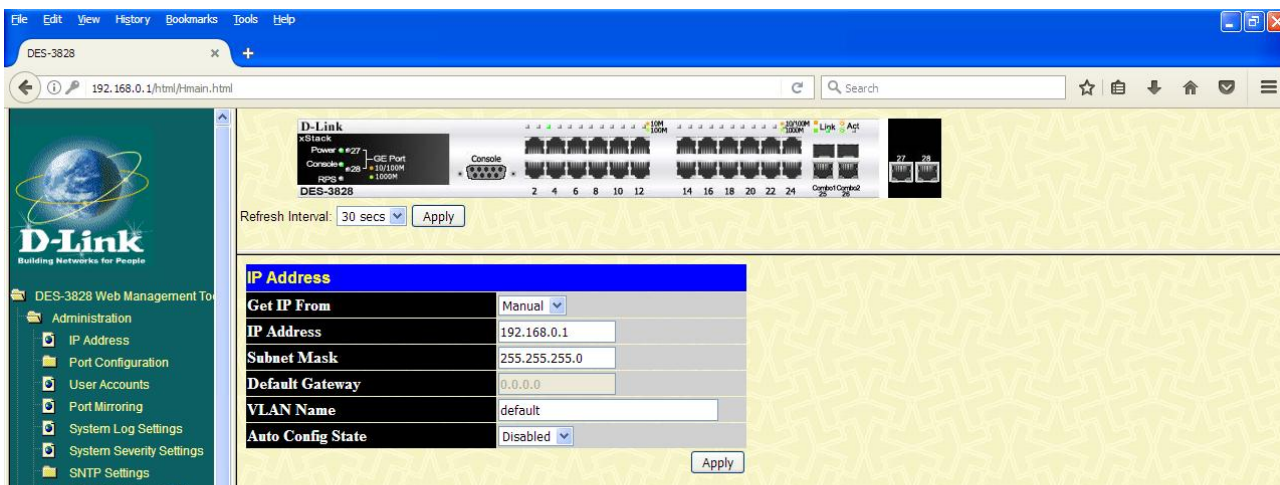 File Edit View History Bookmarks Tools Help
DES-3828 × +
192.168.0.1/html/Hmain.html Search
D-Link
Building Networks for People
DES-3828 Web Management Too
Administration
IP Address
Port Configuration
User Accounts
Port Mirroring
System Log Settings
System Severity Settings
SNTP Settings
D-Link
xStack
Power 27
Console 28
RPS
GE Port
10/100M
1000M
DES-3828
Console
2 4 6 8 10 12
10M
100M
14 16 18 20 22 24
10/100M
1000M
Link Act
Combo1 Combo2
25 26
27 28
Refresh Interval: 30 secs Apply
IP Address
Get IP From Manual
IP Address 192.168.0.1
Subnet Mask 255.255.255.0
Default Gateway 0.0.0.0
VLAN Name default
Auto Config State Disabled
Apply